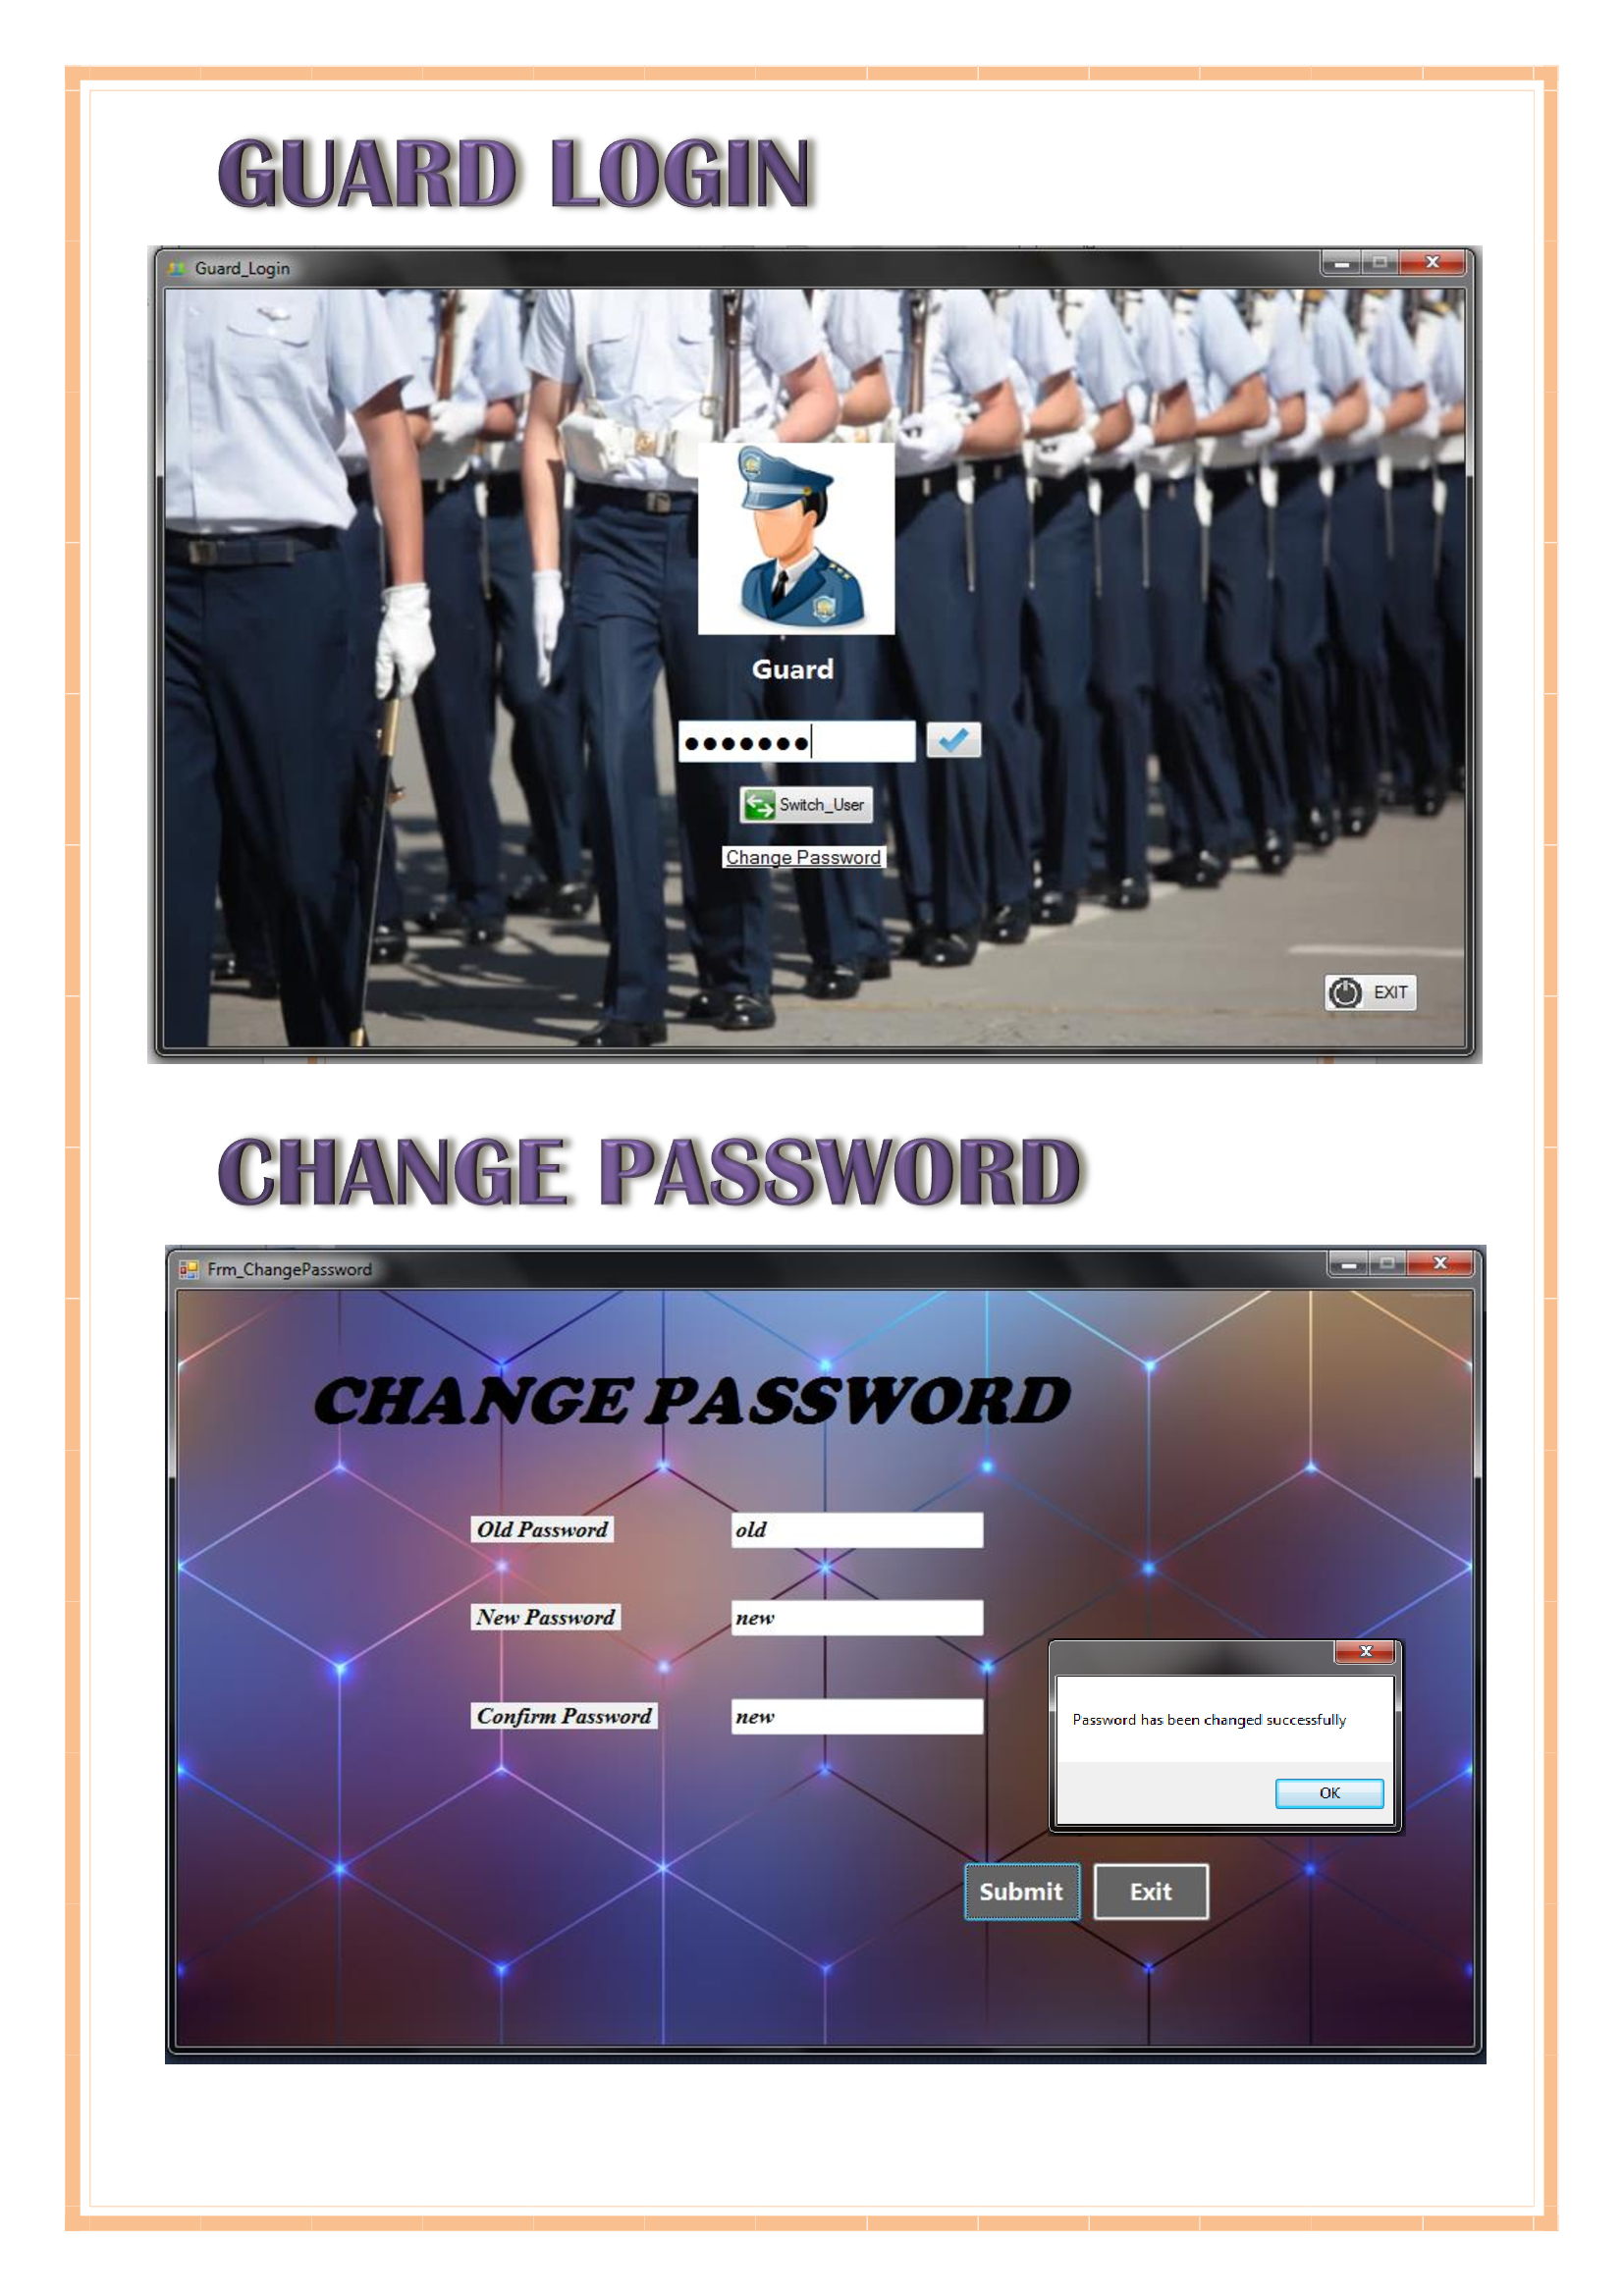 GUARD LOGIN
Guard_Login
Guard
●●●●●●●
Switch_User
Change Password
EXIT
CHANGE PASSWORD
Frm_ChangePassword
CHANGE PASSWORD
Old Password old
New Password new
Confirm Password new
Password has been changed successfully
OK
Submit Exit